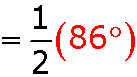 = 1/2 (86°)